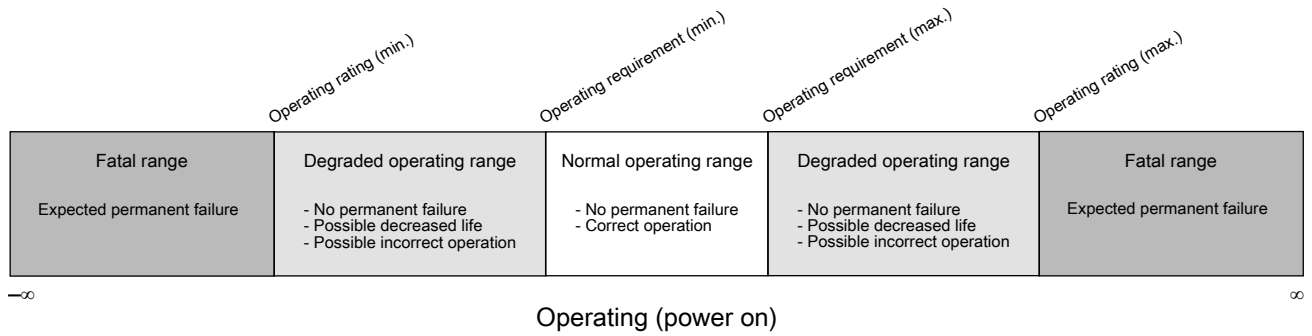 Operating rating (min.)
Operating requirement (min.)
Operating requirement (max.)
Operating rating (max.)
Fatal range
Expected permanent failure
Degraded operating range
- No permanent failure
- Possible decreased life
- Possible incorrect operation
Normal operating range
- No permanent failure
- Correct operation
Degraded operating range
- No permanent failure
- Possible decreased life
- Possible incorrect operation
Fatal range
Expected permanent failure
–∞
∞
Operating (power on)